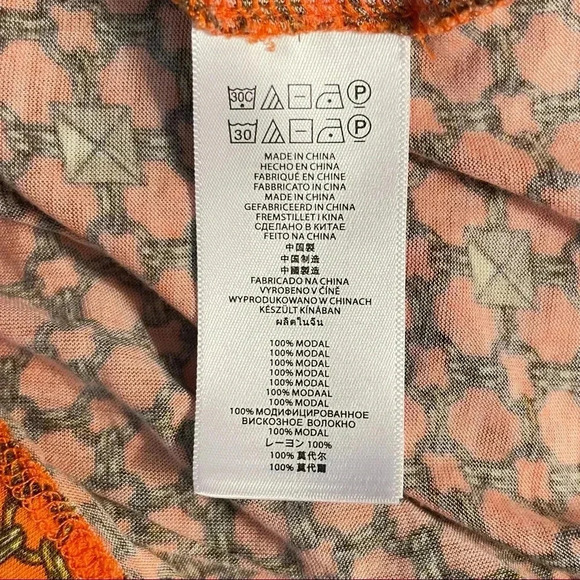 30C P
30 P
MADE IN CHINA
HECHO EN CHINA
FABRIQUÉ EN CHINE
FABBRICATO IN CINA
MADE IN CHINA
GEFABRICEERD IN CHINA
FREMSTILLET I KINA
СДЕЛАНО В КИТАЕ
FEITO NA CHINA
中国製
中国制造
中國製造
FABRICADO NA CHINA
VYROBENO V ČÍNĚ
WYPRODUKOWANO W CHINACH
KÉSZÜLT KÍNÁBAN
ผลิตในจีน
100% MODAL
100% MODAL
100% MODAL
100% MODAL
100% MODAL
100% MODAAL
100% MODAL
100% МОДИФИЦИРОВАННОЕ
ВИСКОЗНОЕ ВОЛОКНО
100% MODAL
レーヨン 100%
100% 莫代尔
100% 莫代爾